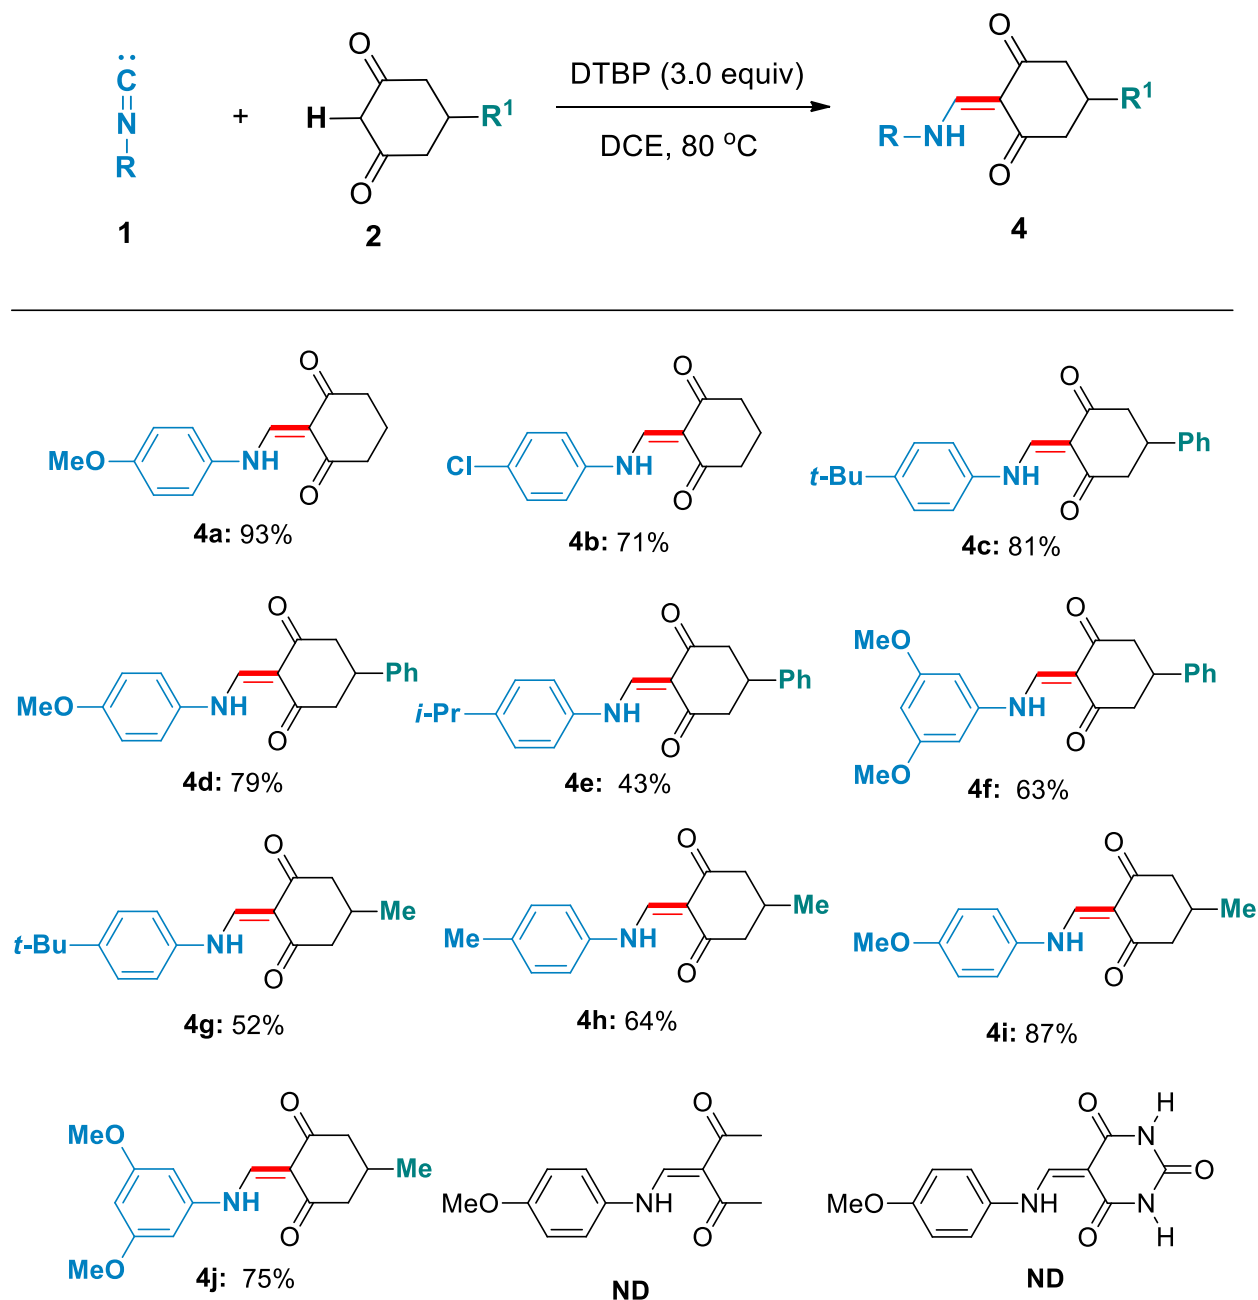 :
C
N
R
1
+
O
H
O
R1
2
DTBP (3.0 equiv)
DCE, 80 oC
O
R–NH
O
R1
4
O
MeO
NH
O
4a: 93%
O
Cl
NH
O
4b: 71%
O
t-Bu
NH
O
Ph
4c: 81%
O
MeO
NH
O
Ph
4d: 79%
O
i-Pr
NH
O
Ph
4e: 43%
O
MeO
MeO
NH
O
Ph
4f: 63%
O
t-Bu
NH
O
Me
4g: 52%
O
Me
NH
O
Me
4h: 64%
O
MeO
NH
O
Me
4i: 87%
O
MeO
MeO
NH
O
Me
4j: 75%
O
MeO
NH
O
ND
O
H
N
O
N
H
O
MeO
NH
ND